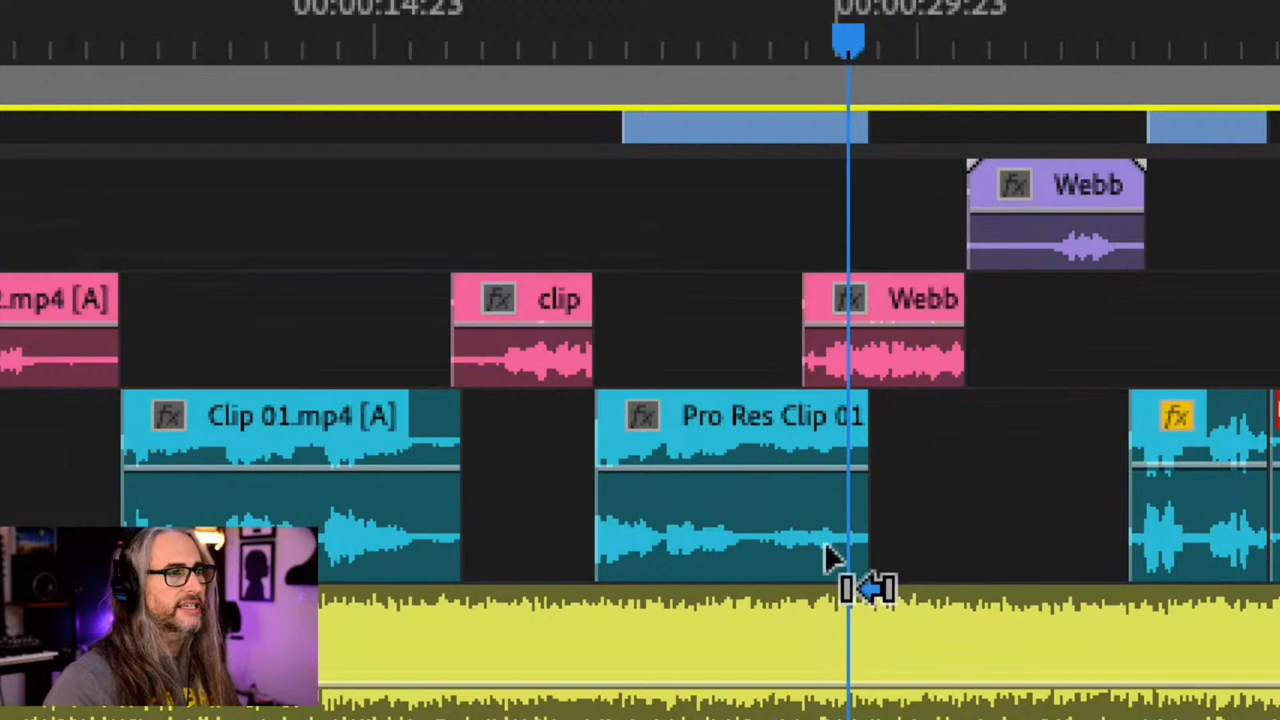 00:00:14:23
00:00:29:23
fx Webb
2.mp4 [A]
fx clip
fx Webb
fx Clip 01.mp4 [A]
fx Pro Res Clip 01
fx